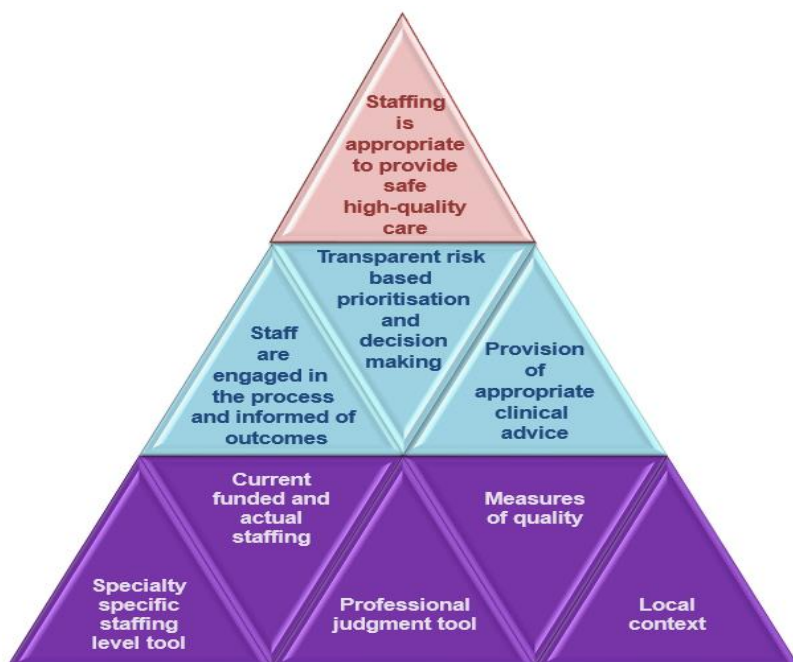 Staffing
is
appropriate
to provide
safe
high-quality
care
Staff
are
engaged in
the process
and informed of
outcomes
Transparent risk
based
prioritisation
and
decision
making
Provision
of
appropriate
clinical
advice
Specialty
specific
staffing
level tool
Current
funded and
actual
staffing
Professional
judgment tool
Measures
of quality
Local
context